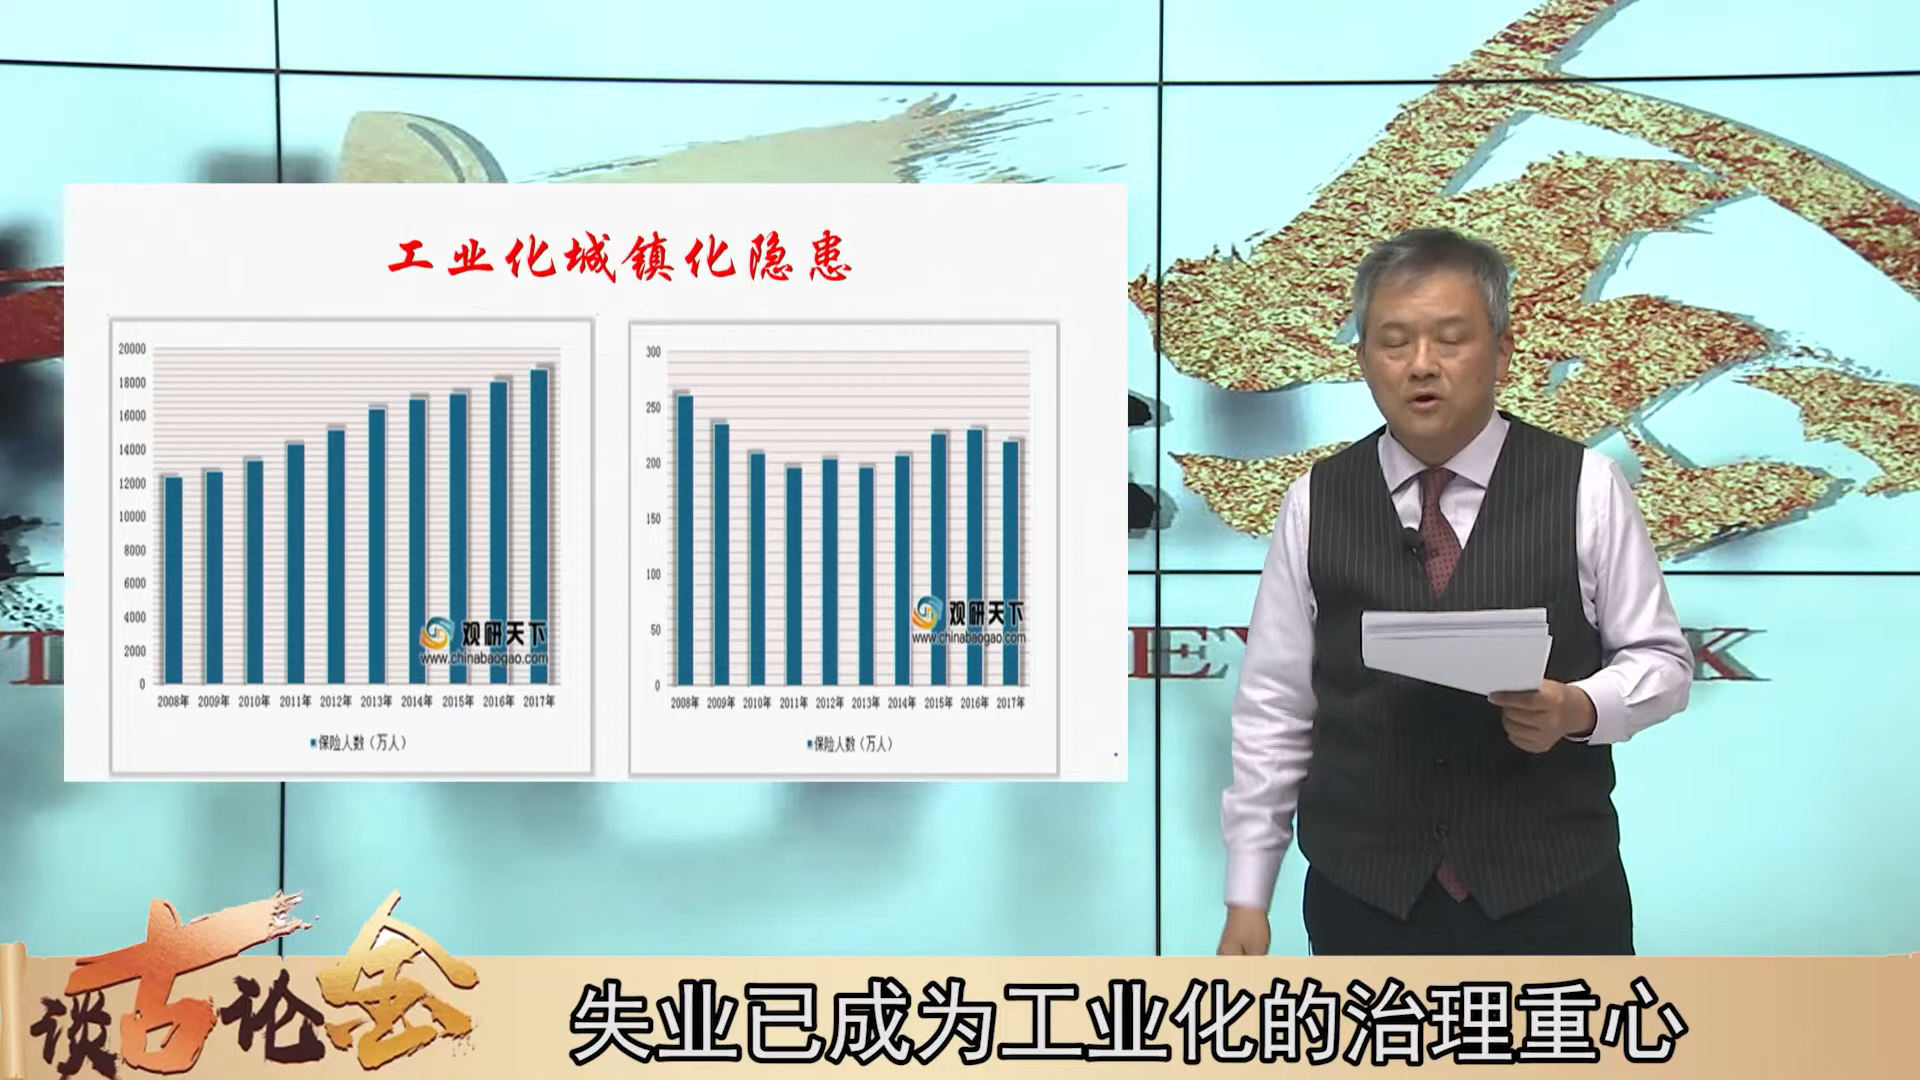 工业化城镇化隐患
20000
18000
16000
14000
12000
10000
8000
6000
4000
2000
0
2008年 2009年 2010年 2011年 2012年 2013年 2014年 2015年 2016年 2017年
保险人数（万人）
观研天下
www.chinabaogao.com
300
250
200
150
100
50
0
2008年 2009年 2010年 2011年 2012年 2013年 2014年 2015年 2016年 2017年
保险人数（万人）
观研天下
www.chinabaogao.com
谈古论金
失业已成为工业化的治理重心